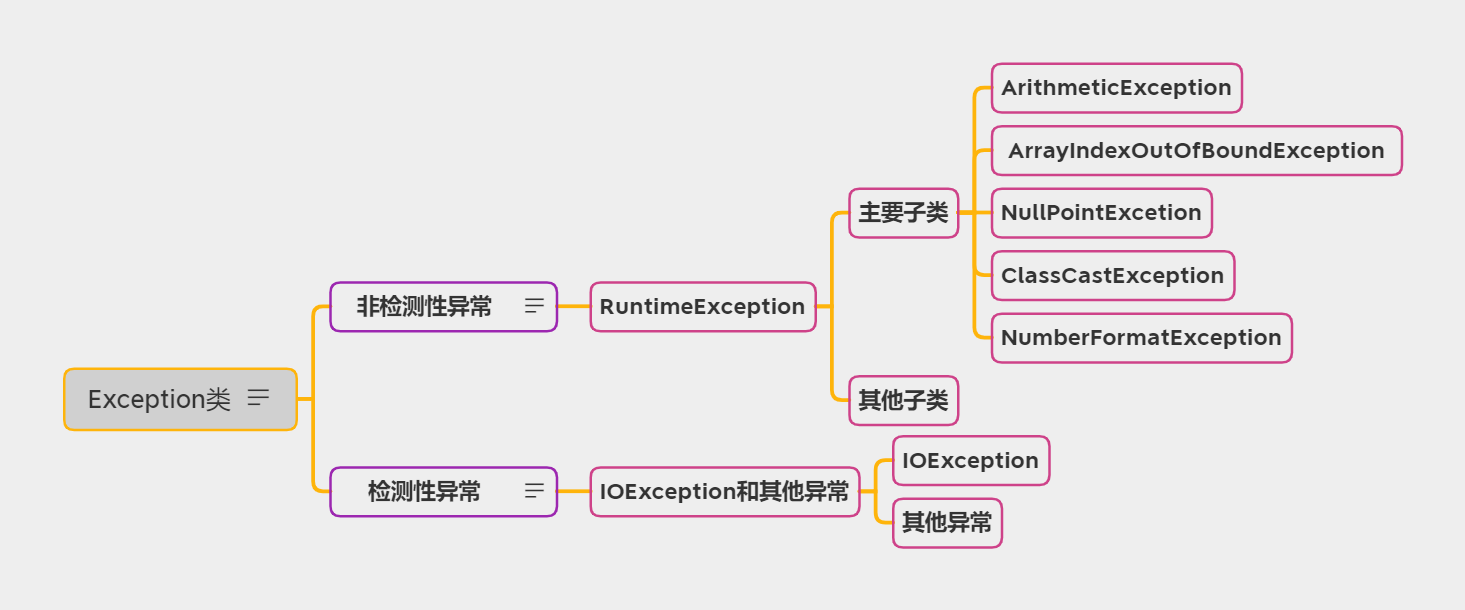 Exception类
非检测性异常
RuntimeException
主要子类
ArithmeticException
ArrayIndexOutOfBoundException
NullPointExcetion
ClassCastException
NumberFormatException
其他子类
检测性异常
IOException和其他异常
IOException
其他异常